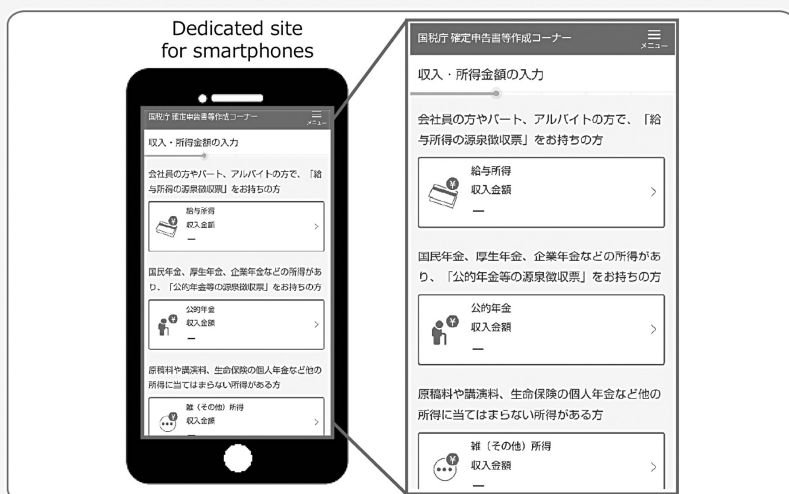 Dedicated site
for smartphones
国税庁 確定申告書等作成コーナー
メニュー
収入・所得金額の入力
会社員の方やパート、アルバイトの方で、「給
与所得の源泉徴収票」をお持ちの方
給与所得
収入金額
―
国民年金、厚生年金、企業年金などの所得があ
り、「公的年金等の源泉徴収票」をお持ちの方
公的年金
収入金額
―
原稿料や講演料、生命保険の個人年金など他の
所得に当てはまらない所得がある方
雑（その他）所得
収入金額
―
国税庁 確定申告書等作成コーナー
メニュー
収入・所得金額の入力
会社員の方やパート、アルバイトの方で、「給
与所得の源泉徴収票」をお持ちの方
給与所得
収入金額
―
国民年金、厚生年金、企業年金などの所得があ
り、「公的年金等の源泉徴収票」をお持ちの方
公的年金
収入金額
―
原稿料や講演料、生命保険の個人年金など他の
所得に当てはまらない所得がある方
雑（その他）所得
収入金額
―